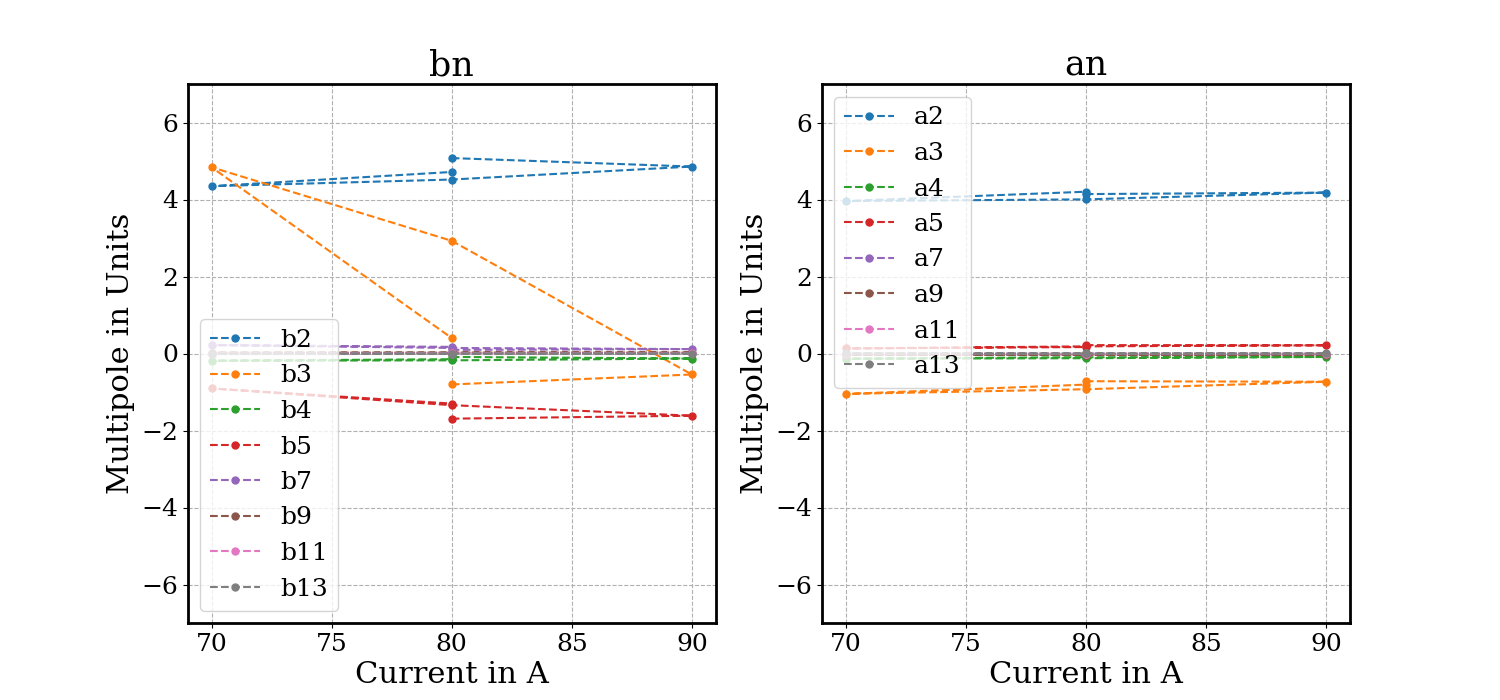 bn
Multipole in Units
6
4
2
0
−2
−4
−6
b2
b3
b4
b5
b7
b9
b11
b13
70
75
80
85
90
Current in A
an
Multipole in Units
6
4
2
0
−2
−4
−6
a2
a3
a4
a5
a7
a9
a11
a13
70
75
80
85
90
Current in A